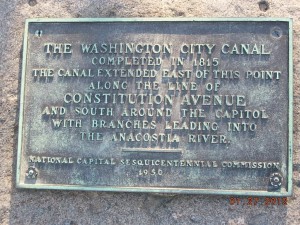 THE WASHINGTON CITY CANAL
COMPLETED IN 1815
THE CANAL EXTENDED EAST OF THIS POINT
ALONG THE LINE OF
CONSTITUTION AVENUE
AND SOUTH AROUND THE CAPITOL
WITH BRANCHES LEADING INTO
THE ANACOSTIA RIVER.
NATIONAL CAPITAL SESQUICENTENNIAL COMMISSION
1950